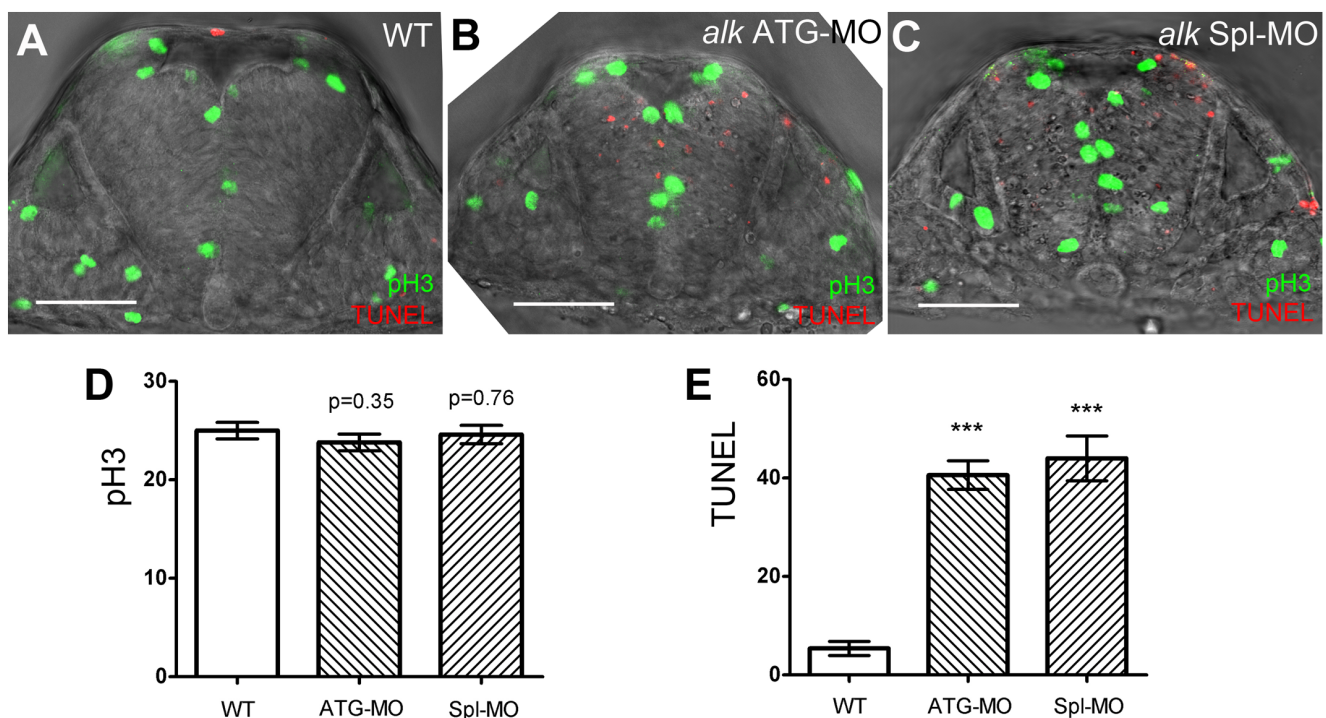 A WT
pH3
TUNEL
B alk ATG-MO
pH3
TUNEL
C alk Spl-MO
pH3
TUNEL
D
pH3
30
20
10
0
p=0.35
p=0.76
WT ATG-MO Spl-MO
E
TUNEL
60
40
20
0
***
***
WT ATG-MO Spl-MO